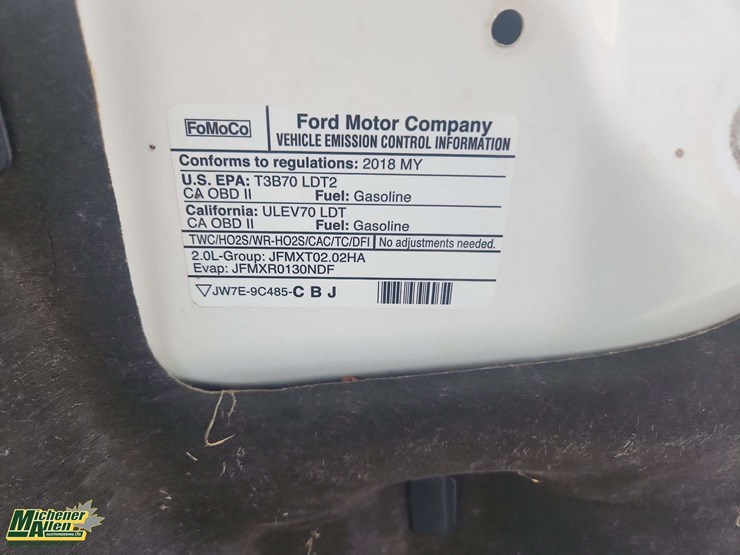 FoMoCo
Ford Motor Company
VEHICLE EMISSION CONTROL INFORMATION
Conforms to regulations: 2018 MY
U.S. EPA: T3B70 LDT2
CA OBD II Fuel: Gasoline
California: ULEV70 LDT
CA OBD II Fuel: Gasoline
TWC/HO2S/WR-HO2S/CAC/TC/DFI No adjustments needed.
2.0L-Group: JFMXT02.02HA
Evap: JFMXR0130NDF
JW7E-9C485-C B J
Michener
Allen
AUCTIONEERING LTD.